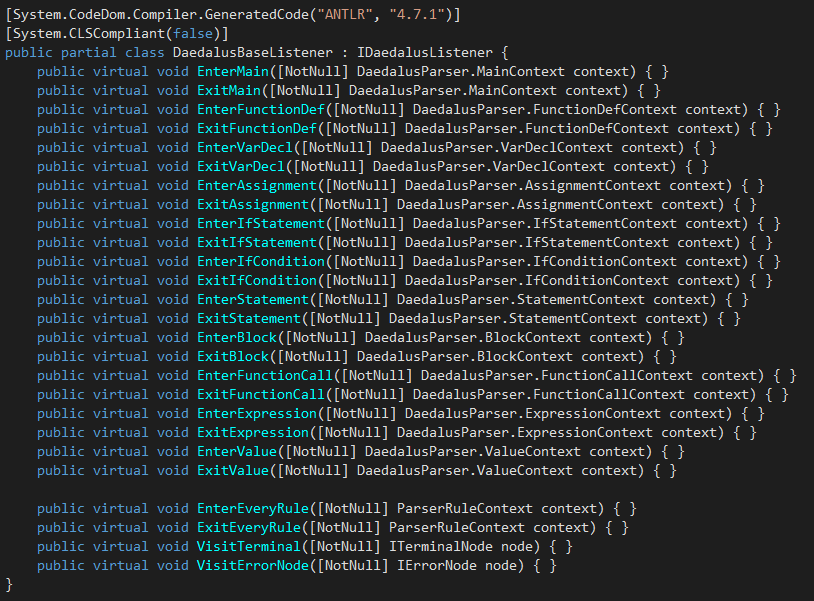 [System.CodeDom.Compiler.GeneratedCode("ANTLR", "4.7.1")]
[System.CLSCompliant(false)]
public partial class DaedalusBaseListener : IDaedalusListener {
    public virtual void EnterMain([NotNull] DaedalusParser.MainContext context) { }
    public virtual void ExitMain([NotNull] DaedalusParser.MainContext context) { }
    public virtual void EnterFunctionDef([NotNull] DaedalusParser.FunctionDefContext context) { }
    public virtual void ExitFunctionDef([NotNull] DaedalusParser.FunctionDefContext context) { }
    public virtual void EnterVarDecl([NotNull] DaedalusParser.VarDeclContext context) { }
    public virtual void ExitVarDecl([NotNull] DaedalusParser.VarDeclContext context) { }
    public virtual void EnterAssignment([NotNull] DaedalusParser.AssignmentContext context) { }
    public virtual void ExitAssignment([NotNull] DaedalusParser.AssignmentContext context) { }
    public virtual void EnterIfStatement([NotNull] DaedalusParser.IfStatementContext context) { }
    public virtual void ExitIfStatement([NotNull] DaedalusParser.IfStatementContext context) { }
    public virtual void EnterIfCondition([NotNull] DaedalusParser.IfConditionContext context) { }
    public virtual void ExitIfCondition([NotNull] DaedalusParser.IfConditionContext context) { }
    public virtual void EnterStatement([NotNull] DaedalusParser.StatementContext context) { }
    public virtual void ExitStatement([NotNull] DaedalusParser.StatementContext context) { }
    public virtual void EnterBlock([NotNull] DaedalusParser.BlockContext context) { }
    public virtual void ExitBlock([NotNull] DaedalusParser.BlockContext context) { }
    public virtual void EnterFunctionCall([NotNull] DaedalusParser.FunctionCallContext context) { }
    public virtual void ExitFunctionCall([NotNull] DaedalusParser.FunctionCallContext context) { }
    public virtual void EnterExpression([NotNull] DaedalusParser.ExpressionContext context) { }
    public virtual void ExitExpression([NotNull] DaedalusParser.ExpressionContext context) { }
    public virtual void EnterValue([NotNull] DaedalusParser.ValueContext context) { }
    public virtual void ExitValue([NotNull] DaedalusParser.ValueContext context) { }

    public virtual void EnterEveryRule([NotNull] ParserRuleContext context) { }
    public virtual void ExitEveryRule([NotNull] ParserRuleContext context) { }
    public virtual void VisitTerminal([NotNull] ITerminalNode node) { }
    public virtual void VisitErrorNode([NotNull] IErrorNode node) { }
}